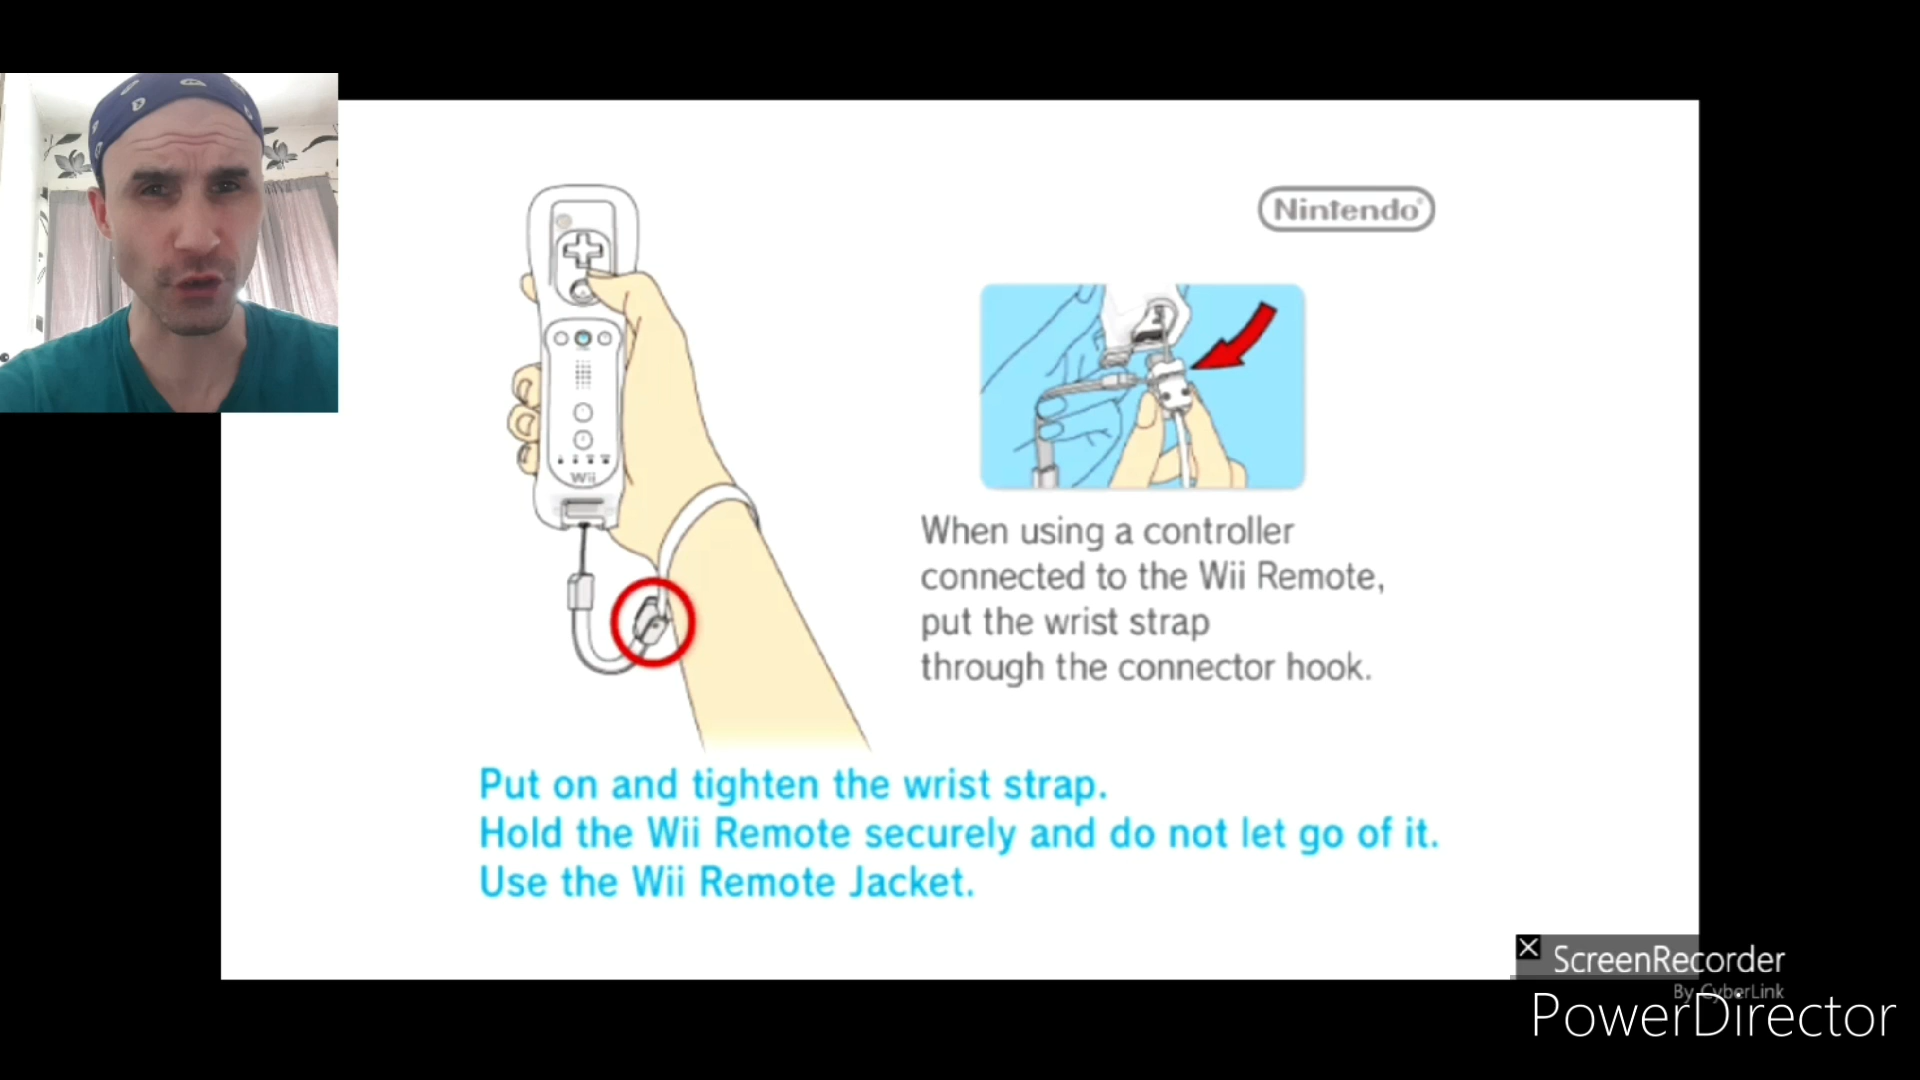 Nintendo®
Wii
When using a controller
connected to the Wii Remote,
put the wrist strap
through the connector hook.
Put on and tighten the wrist strap.
Hold the Wii Remote securely and do not let go of it.
Use the Wii Remote Jacket.
ScreenRecorder
By CyberLink
PowerDirector